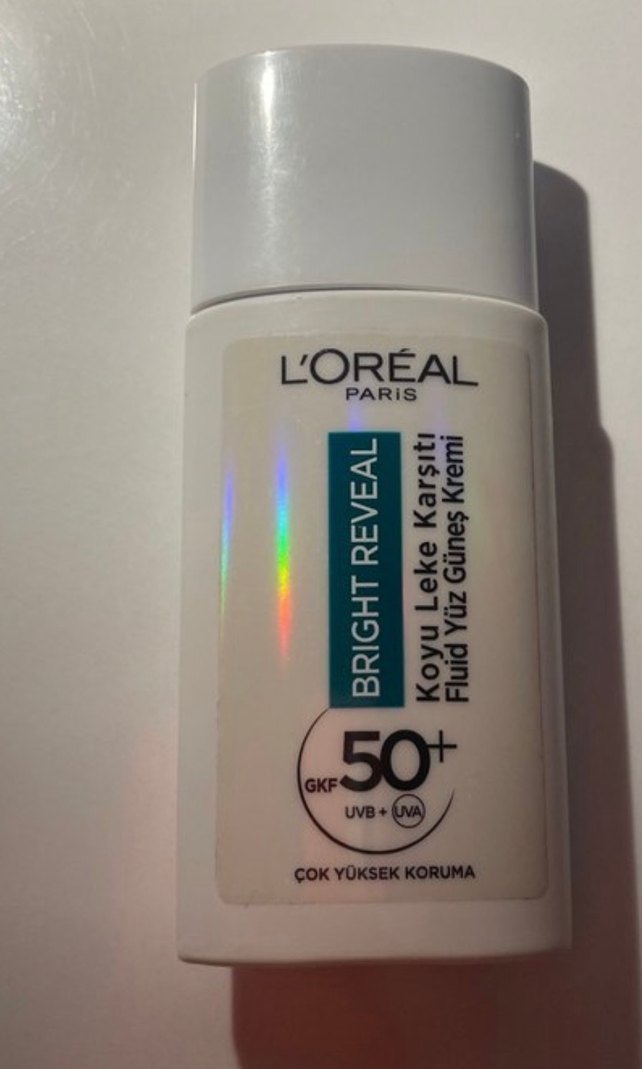 L'ORÉAL
PARiS
BRIGHT REVEAL
Koyu Leke Karşıtı
Fluid Yüz Güneş Kremi
GKF 50+
UVB + UVA
ÇOK YÜKSEK KORUMA